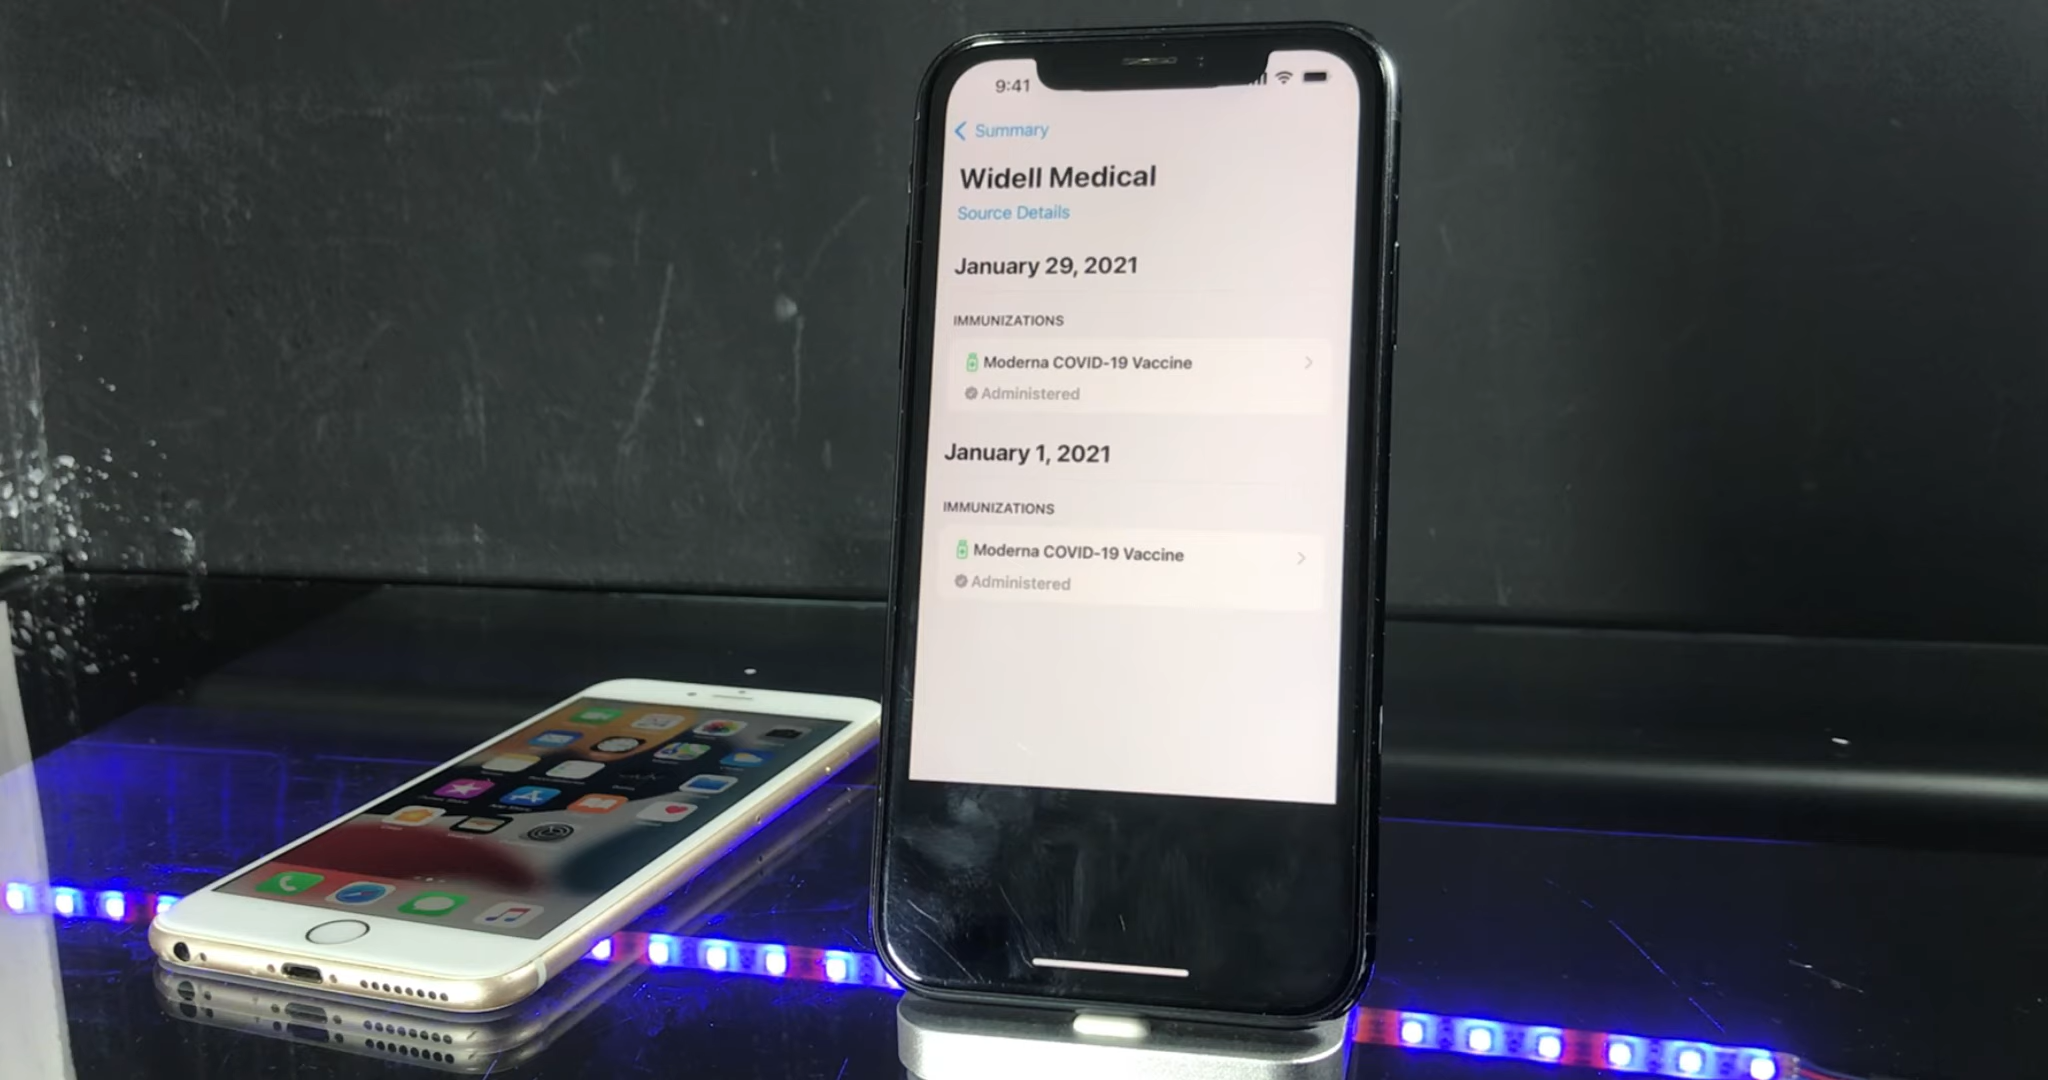 9:41
Summary
Widell Medical
Source Details
January 29, 2021
IMMUNIZATIONS
Moderna COVID-19 Vaccine
Administered
January 1, 2021
IMMUNIZATIONS
Moderna COVID-19 Vaccine
Administered